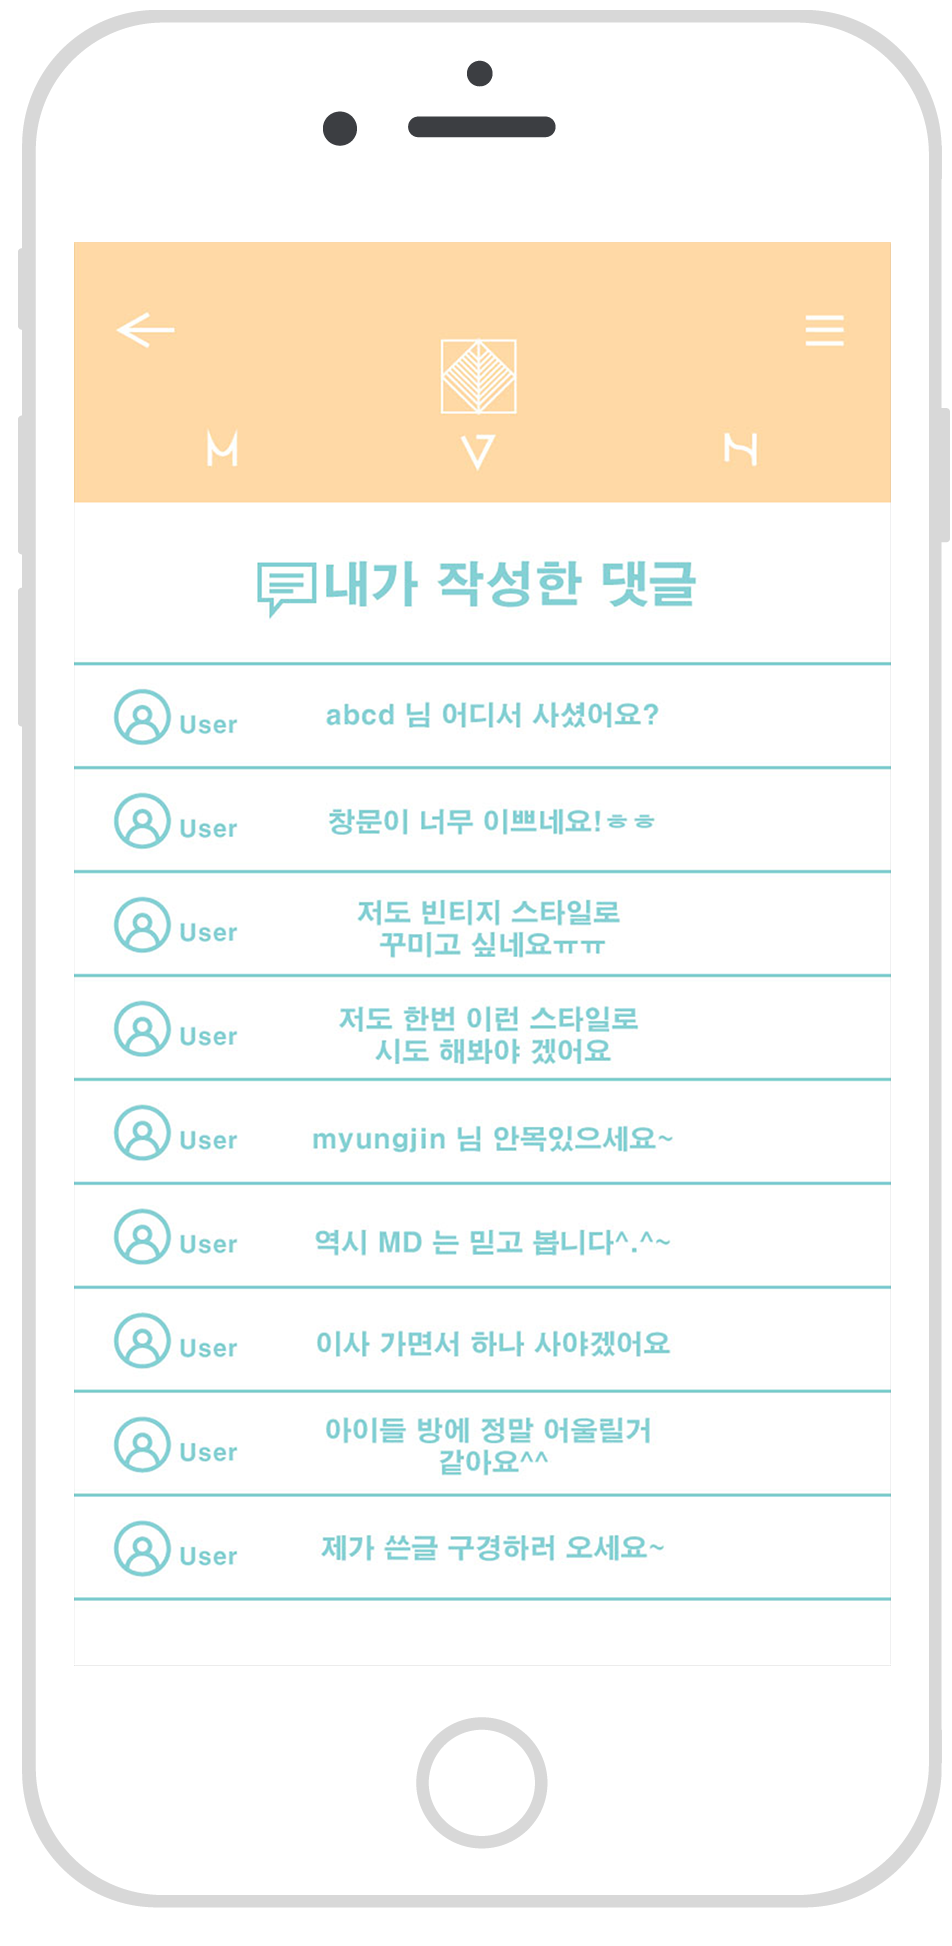 내가 작성한 댓글
User
abcd 님 어디서 사셨어요?
User
창문이 너무 이쁘네요!ㅎㅎ
User
저도 빈티지 스타일로
꾸미고 싶네요ㅠㅠ
User
저도 한번 이런 스타일로
시도 해봐야 겠어요
User
myungjin 님 안목있으세요~
User
역시 MD 는 믿고 봅니다^.^~
User
이사 가면서 하나 사야겠어요
User
아이들 방에 정말 어울릴거
같아요^^
User
제가 쓴글 구경하러 오세요~